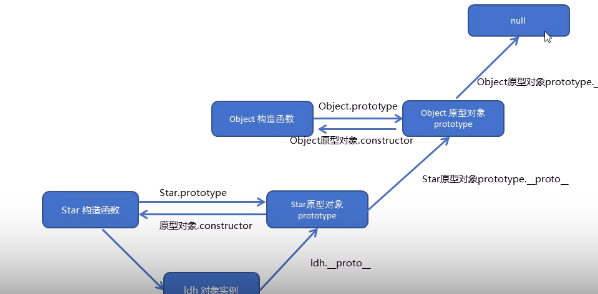 null
Object原型对象prototype._
Object 构造函数
Object.prototype
Object 原型对象
prototype
Object原型对象.constructor
Star原型对象prototype.__proto__
Star 构造函数
Star.prototype
Star原型对象
prototype
原型对象.constructor
ldh.__proto__
ldh 对象实例